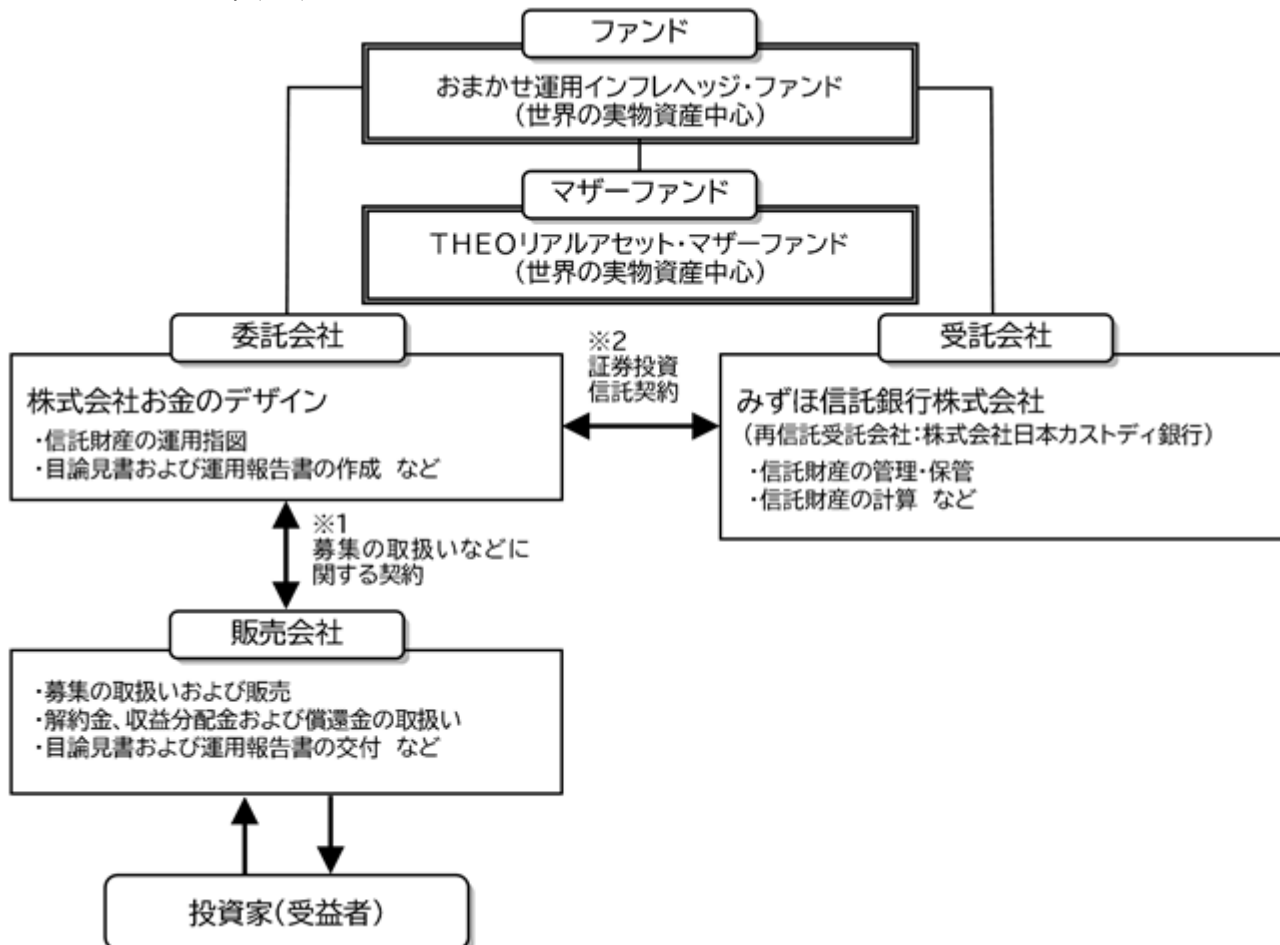 ファンド
おまかせ運用インフレヘッジ・ファンド
(世界の実物資産中心)
マザーファンド
THEOリアルアセット・マザーファンド
(世界の実物資産中心)
委託会社
株式会社お金のデザイン
・信託財産の運用指図
・目論見書および運用報告書の作成 など
※2
証券投資
信託契約
受託会社
みずほ信託銀行株式会社
(再信託受託会社:株式会社日本カストディ銀行)
・信託財産の管理・保管
・信託財産の計算 など
※1
募集の取扱いなどに
関する契約
販売会社
・募集の取扱いおよび販売
・解約金、収益分配金および償還金の取扱い
・目論見書および運用報告書の交付 など
投資家(受益者)